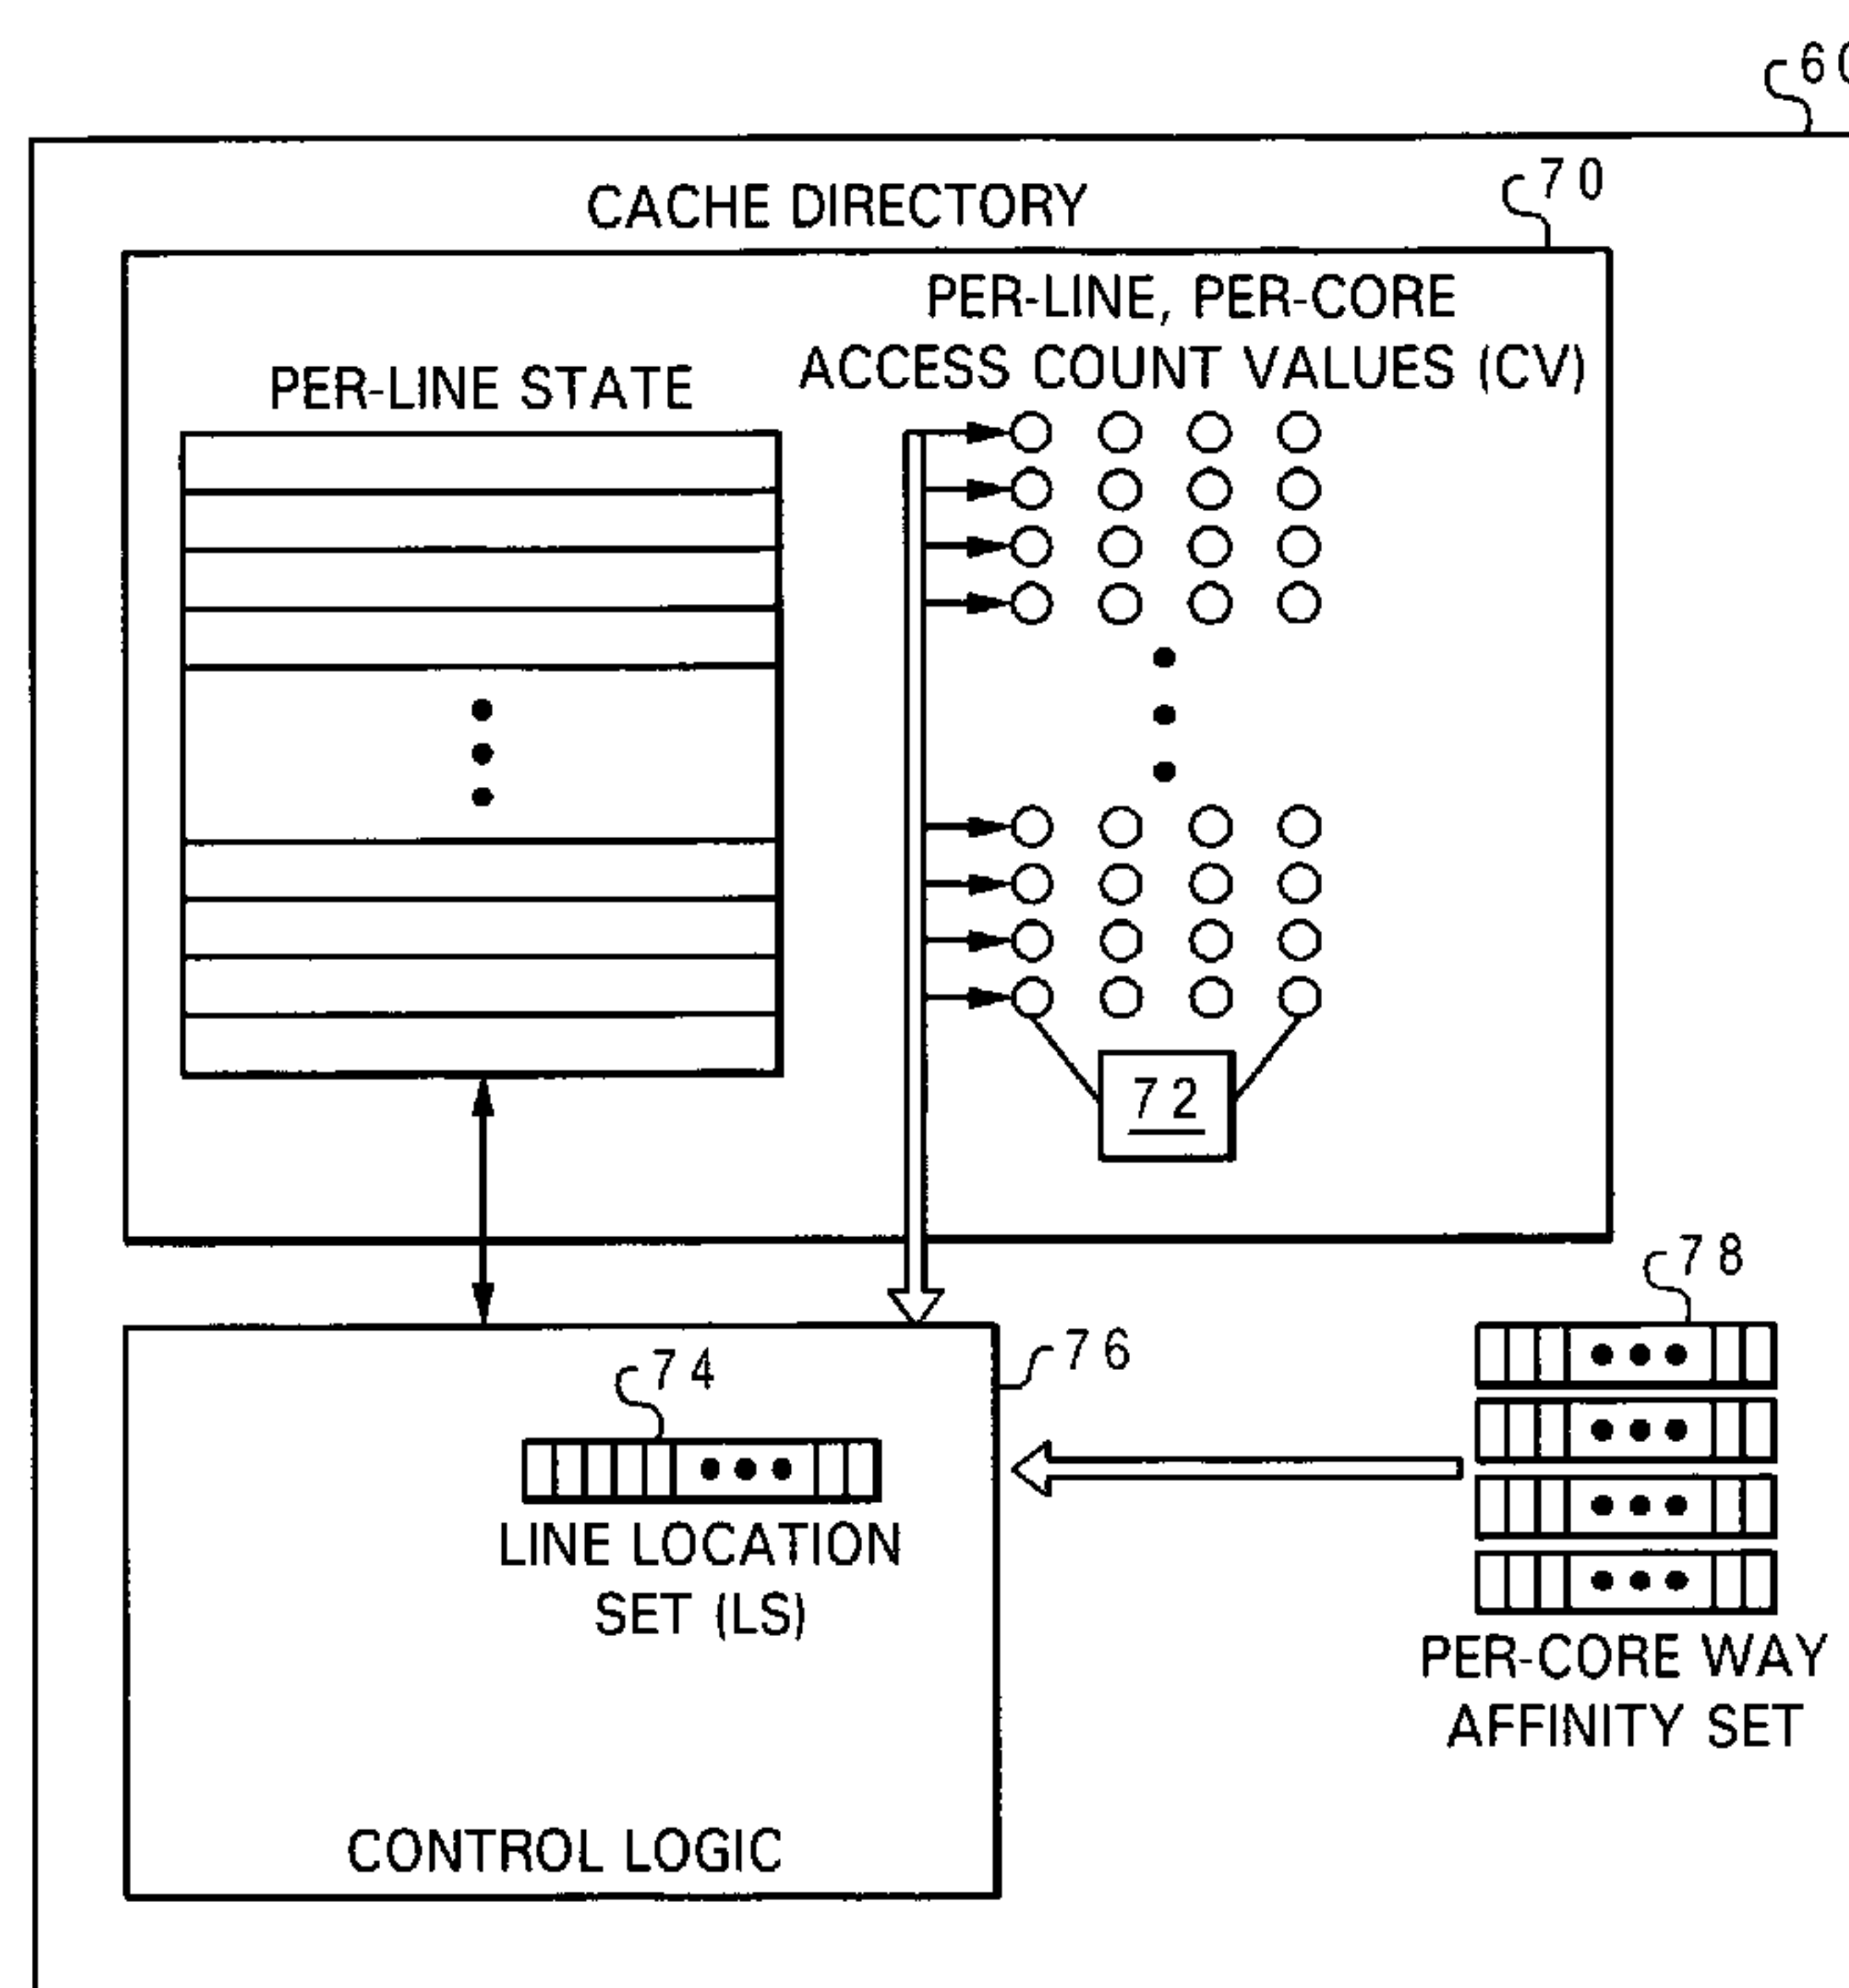 60
70
CACHE DIRECTORY
PER-LINE, PER-CORE
ACCESS COUNT VALUES (CV)
PER-LINE STATE
72
78
76
74
LINE LOCATION
SET (LS)
PER-CORE WAY
AFFINITY SET
CONTROL LOGIC